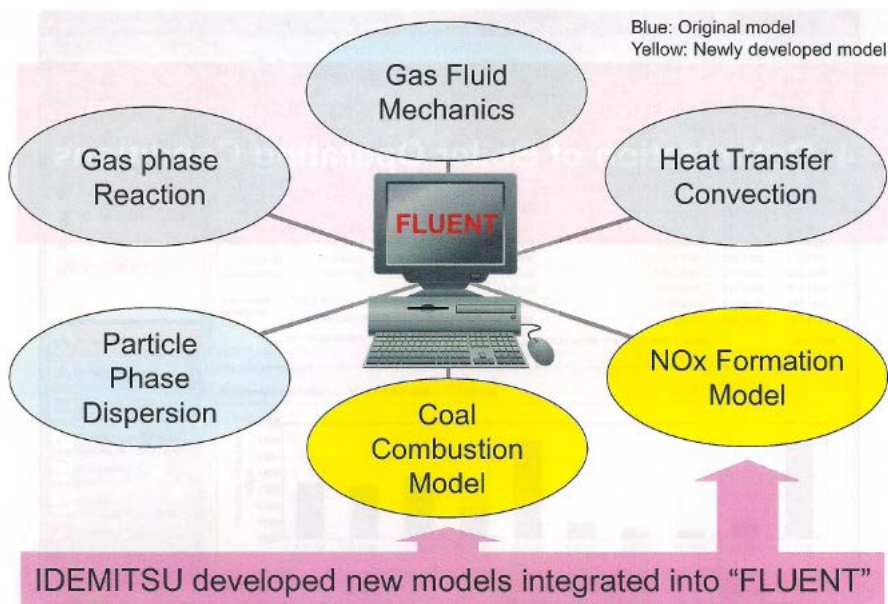 Blue: Original model
Yellow: Newly developed model
Gas Fluid
Mechanics
Gas phase
Reaction
Heat Transfer
Convection
FLUENT
Particle
Phase
Dispersion
NOx Formation
Model
Coal
Combustion
Model
IDEMITSU developed new models integrated into “FLUENT”